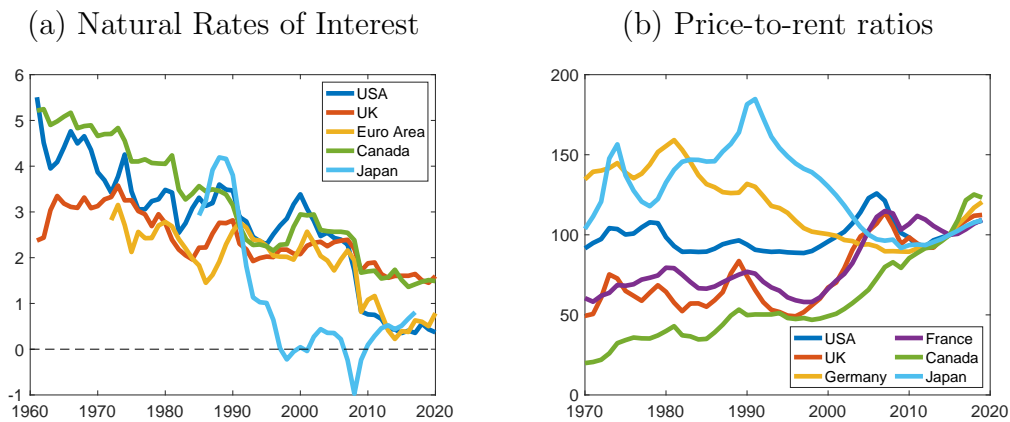 (a) Natural Rates of Interest
6
5
4
3
2
1
0
-1
1960 1970 1980 1990 2000 2010 2020
USA
UK
Euro Area
Canada
Japan
(b) Price-to-rent ratios
200
150
100
50
0
1970 1980 1990 2000 2010 2020
USA
UK
Germany
France
Canada
Japan